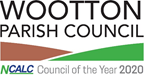 WOOTTON
PARISH COUNCIL
NCALC Council of the Year 2020